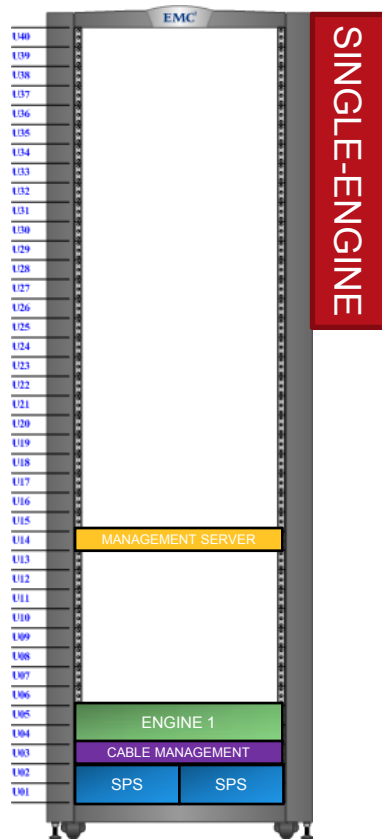 EMC²
SINGLE-ENGINE
U40
U39
U38
U37
U36
U35
U34
U33
U32
U31
U30
U29
U28
U27
U26
U25
U24
U23
U22
U21
U20
U19
U18
U17
U16
U15
U14
MANAGEMENT SERVER
U13
U12
U11
U10
U09
U08
U07
U06
U05
ENGINE 1
U04
U03
CABLE MANAGEMENT
U02
SPS SPS
U01